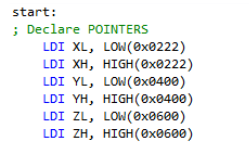 start:
; Declare POINTERS
LDI XL, LOW(0x0222)
LDI XH, HIGH(0x0222)
LDI YL, LOW(0x0400)
LDI YH, HIGH(0x0400)
LDI ZL, LOW(0x0600)
LDI ZH, HIGH(0x0600)